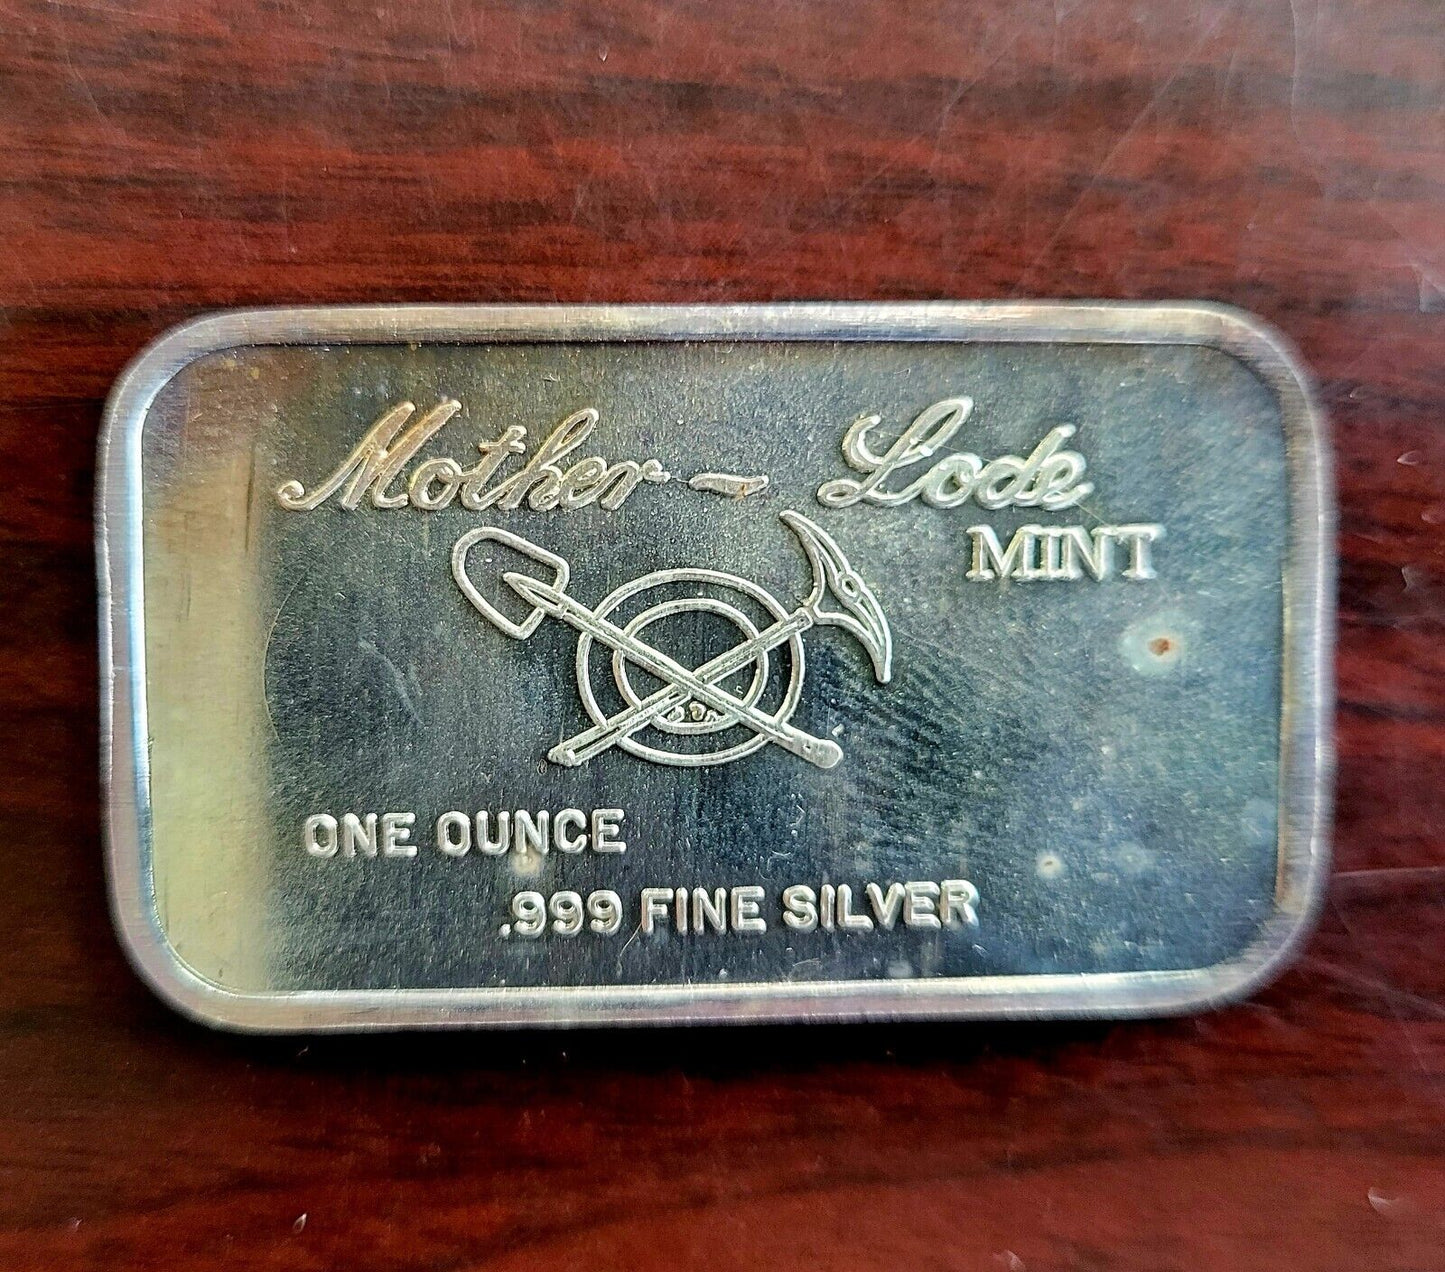 Mother - Lode
MINT
ONE OUNCE
.999 FINE SILVER